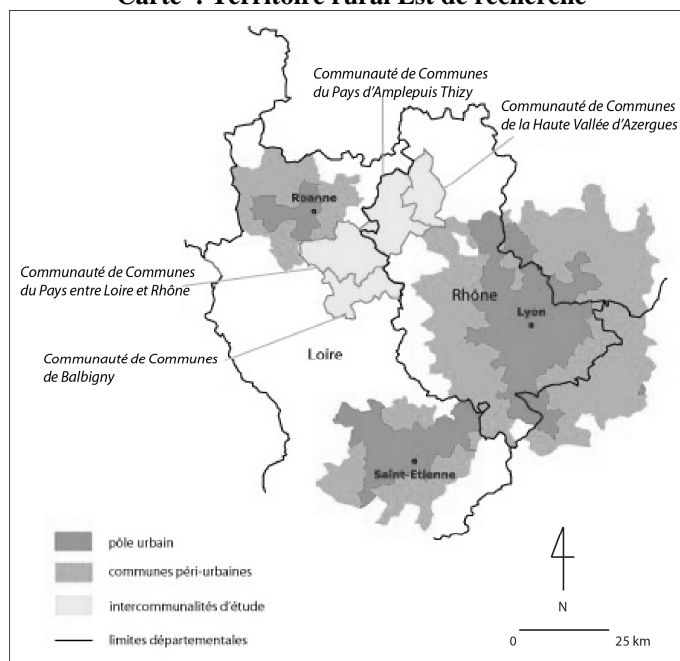 Carte : Territoire rural Est de recherche
Communauté de Communes
du Pays d'Amplepuis Thizy
Communauté de Communes
de la Haute Vallée d'Azergues
Roanne
Communauté de Communes
du Pays entre Loire et Rhône
Rhône
Lyon
Communauté de Communes
de Balbigny
Loire
Saint-Etienne
pôle urbain
communes péri-urbaines
intercommunalités d'étude
limites départementales
N
0 25 km